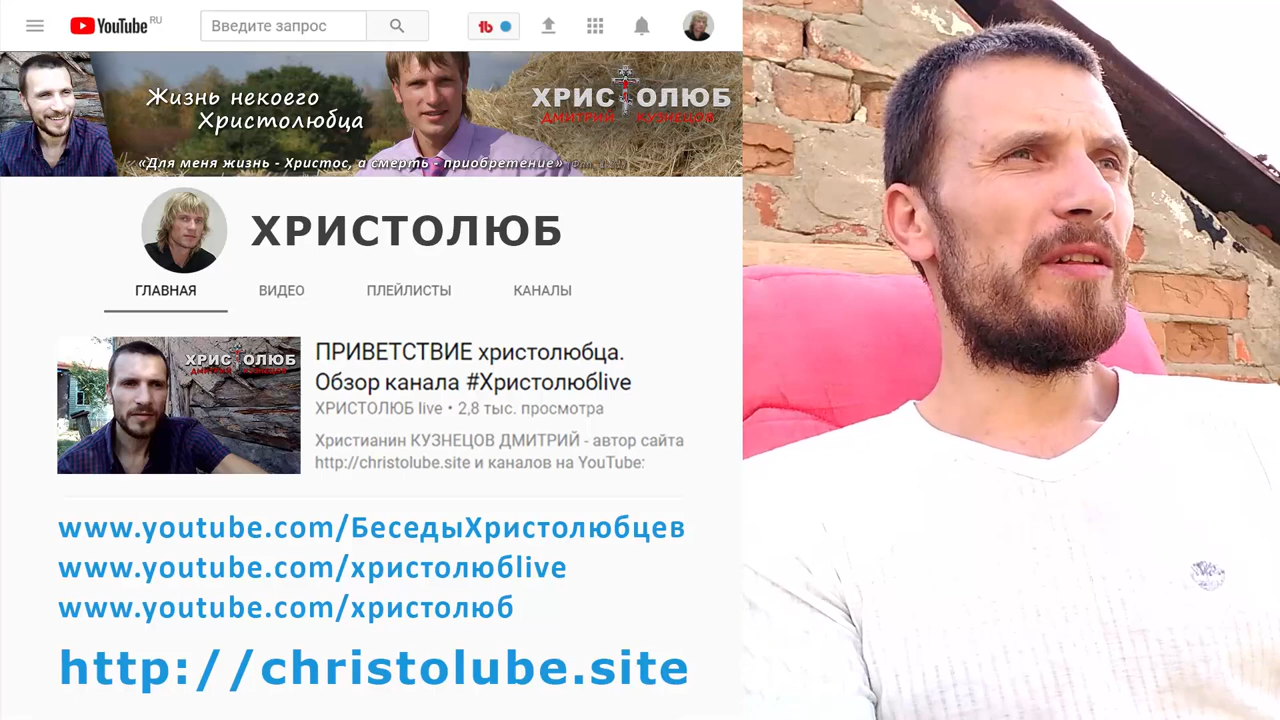 YouTube RU
Введите запрос
Жизнь некоего
Христолюбца
ХРИСТОЛЮБ
ДМИТРИЙ КУЗНЕЦОВ
«Для меня жизнь - Христос, а смерть - приобретение»
ХРИСТОЛЮБ
ГЛАВНАЯ
ВИДЕО
ПЛЕЙЛИСТЫ
КАНАЛЫ
ХРИСТОЛЮБ
ДМИТРИЙ КУЗНЕЦОВ
ПРИВЕТСТВИЕ христолюбца.
Обзор канала #Христолюбlive
ХРИСТОЛЮБ live • 2,8 тыс. просмотра
Христианин КУЗНЕЦОВ ДМИТРИЙ - автор сайта
http://christolube.site и каналов на YouTube:
www.youtube.com/БеседыХристолюбцев
www.youtube.com/христолюбlive
www.youtube.com/христолюб
http://christolube.site